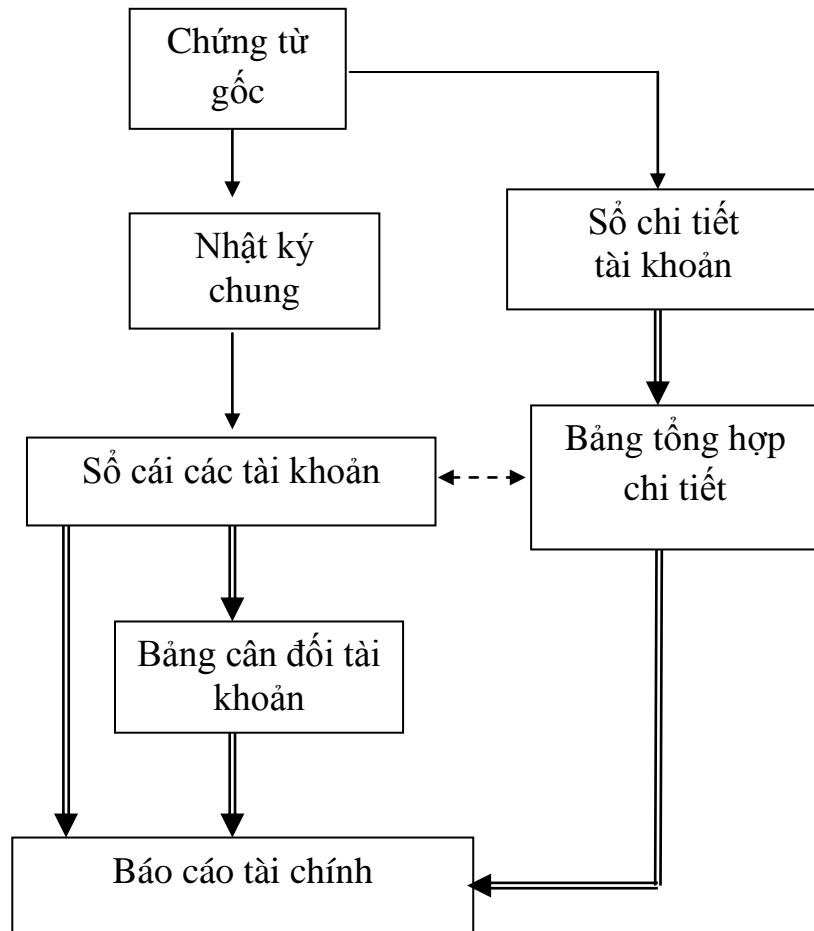 Chứng từ
gốc
Nhật ký
chung
Sổ chi tiết
tài khoản
Sổ cái các tài khoản
Bảng tổng hợp
chi tiết
Bảng cân đối tài
khoản
Báo cáo tài chính